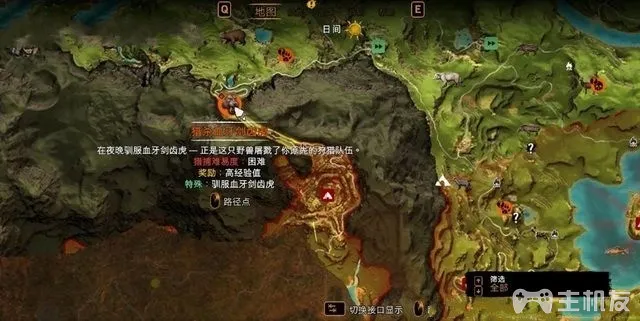 Q 地图 E
日间
猎杀血牙剑齿虎
在夜晚驯服血牙剑齿虎 — 正是这只野兽屠戮了你原先的狩猎队伍。
猎捕难易度：困难
奖励：高经验值
特殊：驯服血牙剑齿虎
路径点
?
?
筛选
全部
切换接口显示
主机友